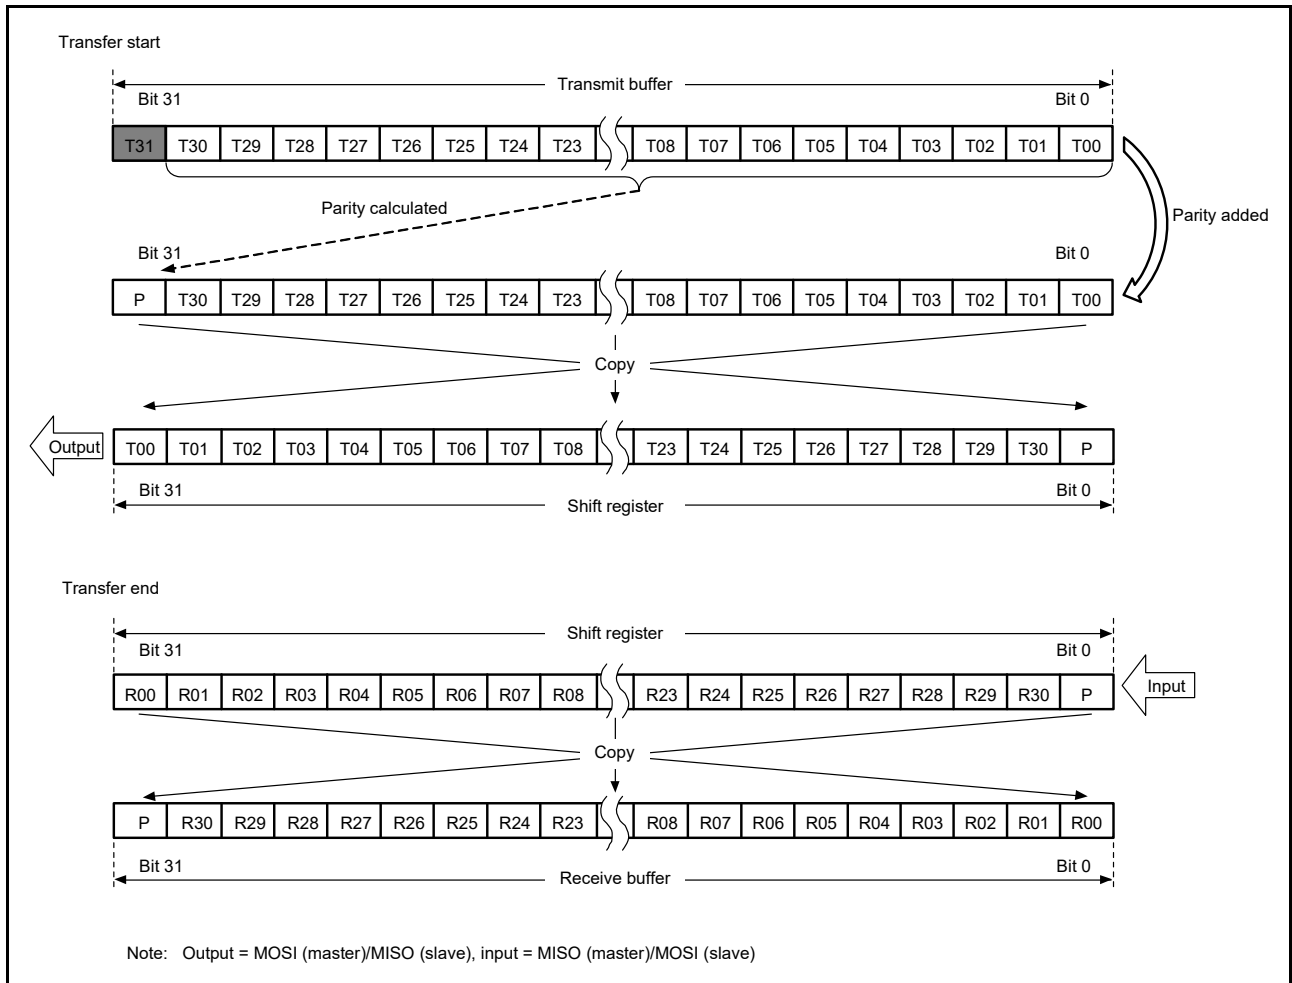 Transfer start
Transmit buffer
Bit 31 Bit 0
T31 T30 T29 T28 T27 T26 T25 T24 T23 T08 T07 T06 T05 T04 T03 T02 T01 T00
Parity calculated
Parity added
Bit 31 Bit 0
P T30 T29 T28 T27 T26 T25 T24 T23 T08 T07 T06 T05 T04 T03 T02 T01 T00
Copy
Output T00 T01 T02 T03 T04 T05 T06 T07 T08 T23 T24 T25 T26 T27 T28 T29 T30 P
Bit 31 Bit 0
Shift register
Transfer end
Shift register
Bit 31 Bit 0
R00 R01 R02 R03 R04 R05 R06 R07 R08 R23 R24 R25 R26 R27 R28 R29 R30 P Input
Copy
P R30 R29 R28 R27 R26 R25 R24 R23 R08 R07 R06 R05 R04 R03 R02 R01 R00
Bit 31 Bit 0
Receive buffer
Note: Output = MOSI (master)/MISO (slave), input = MISO (master)/MOSI (slave)